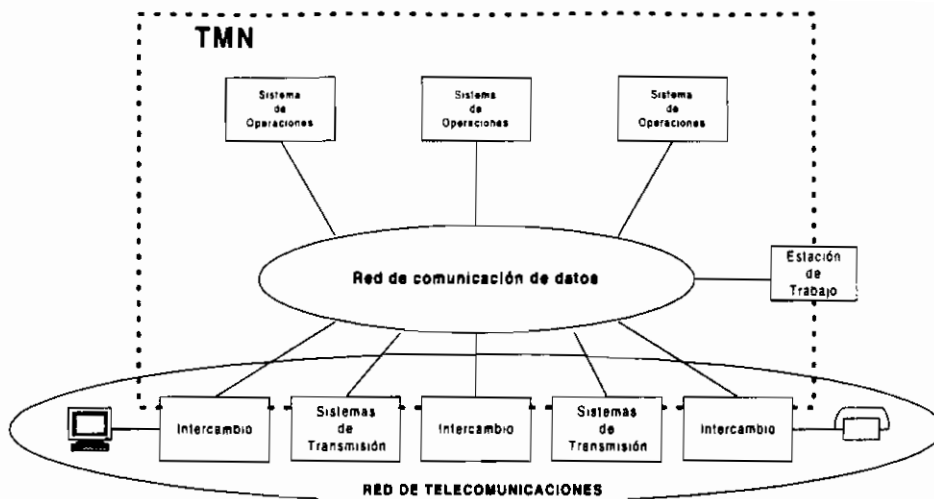 TMN
Sistema
de
Operaciones
Sistema
de
Operaciones
Sistema
de
Operaciones
Red de comunicación de datos
Estación
de
Trabajo
Intercambio
Sistemas
de
Transmisión
Intercambio
Sistemas
de
Transmisión
Intercambio
RED DE TELECOMUNICACIONES